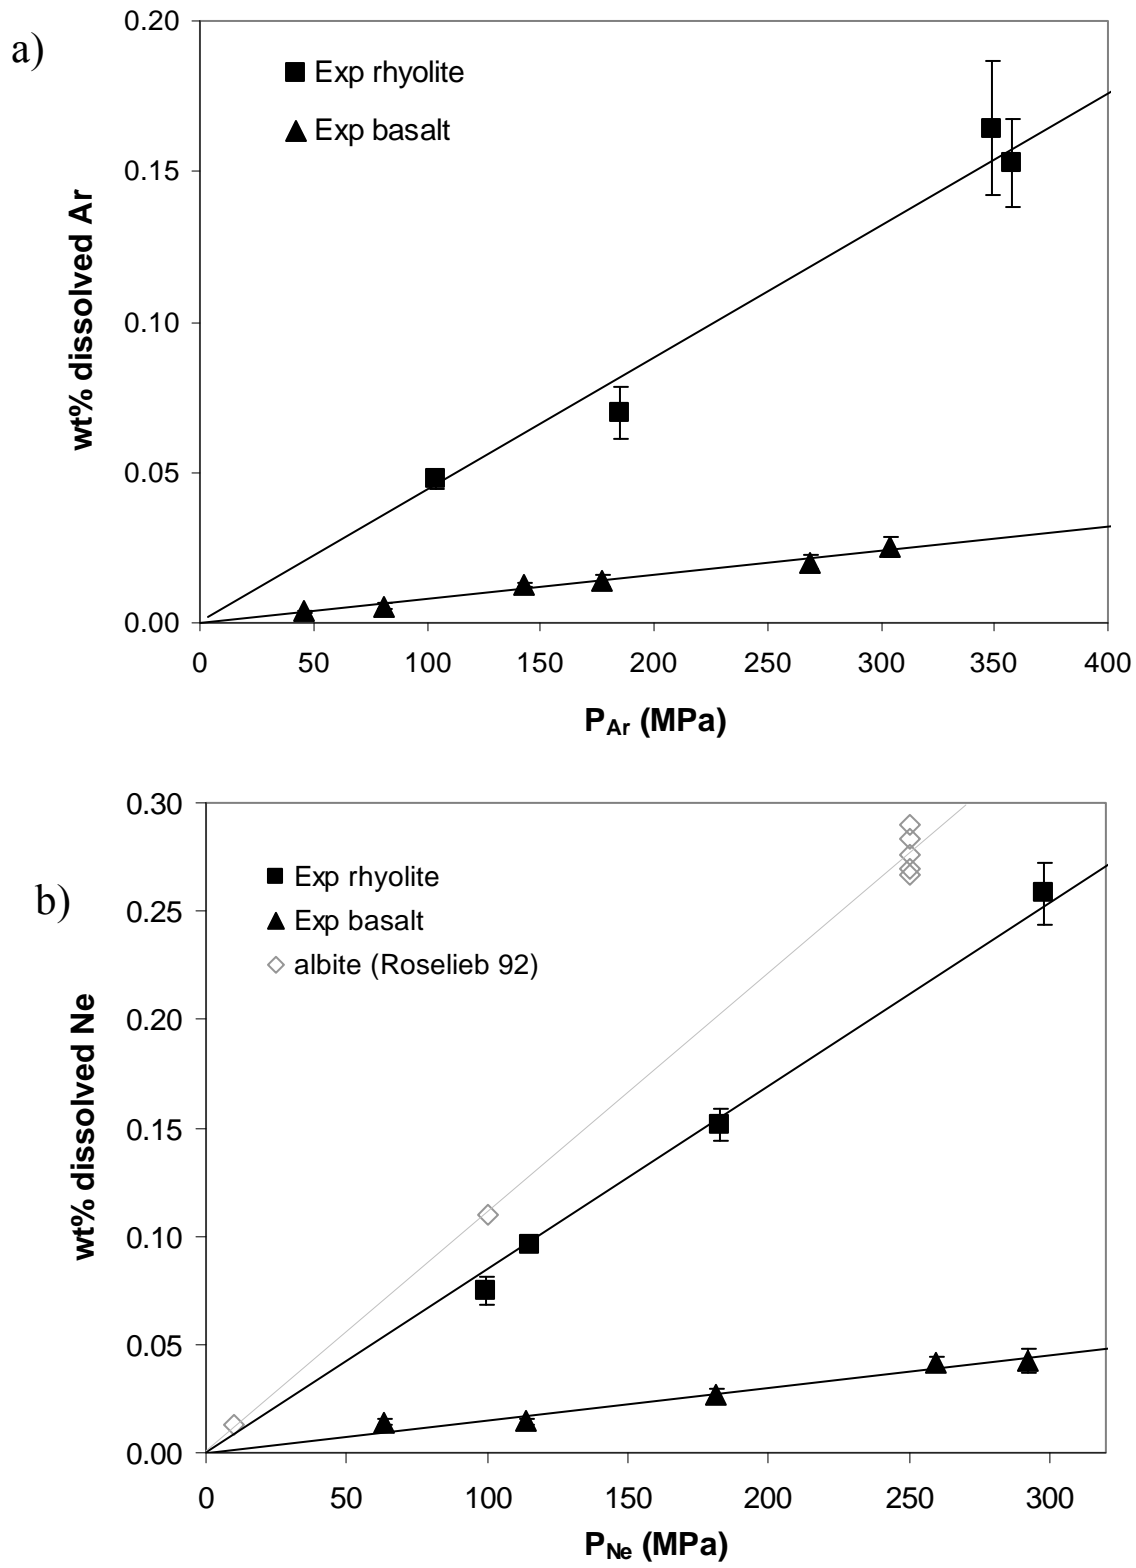 a)
0.20
0.15
0.10
0.05
0.00
wt% dissolved Ar
Exp rhyolite
Exp basalt
0 50 100 150 200 250 300 350 400
P_Ar (MPa)
b)
0.30
0.25
0.20
0.15
0.10
0.05
0.00
wt% dissolved Ne
Exp rhyolite
Exp basalt
albite (Roselieb 92)
0 50 100 150 200 250 300
P_Ne (MPa)